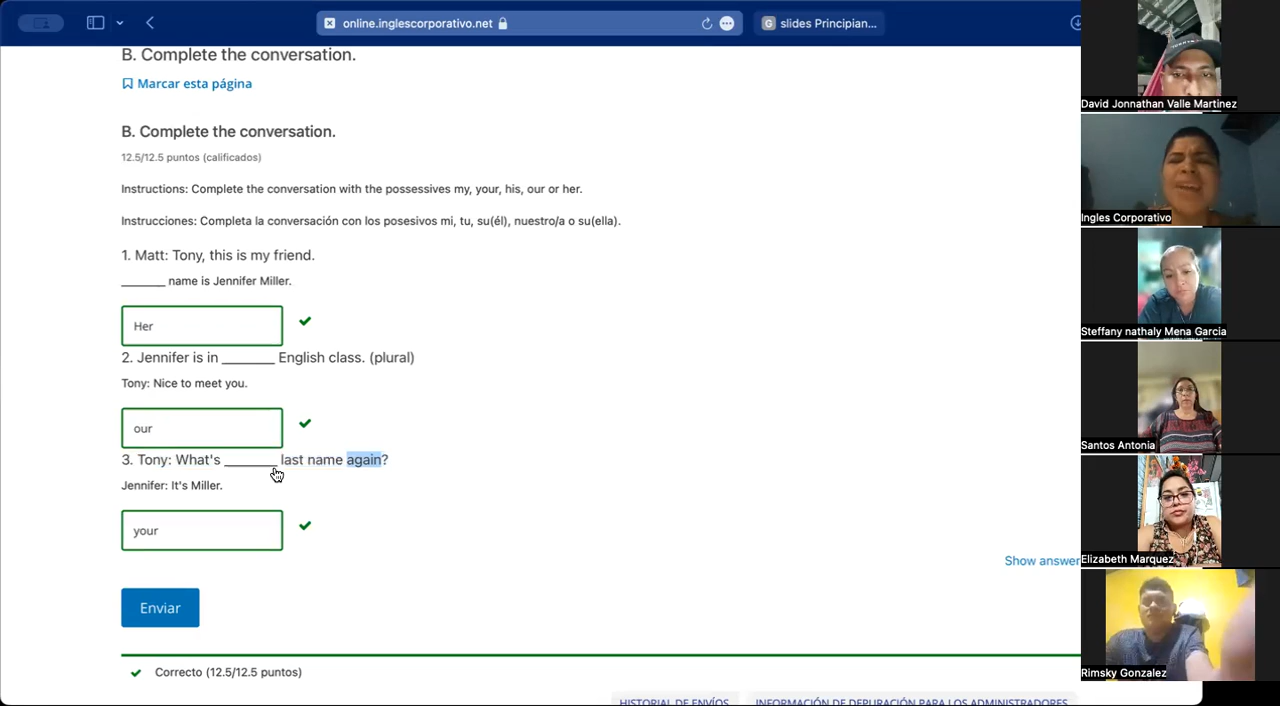 online.inglescorporativo.net
slides Principian...
B. Complete the conversation.
Marcar esta página
B. Complete the conversation.
12.5/12.5 puntos (calificados)
Instructions: Complete the conversation with the possessives my, your, his, our or her.
Instrucciones: Completa la conversación con los posesivos mi, tu, su(él), nuestro/a o su(ella).
1. Matt: Tony, this is my friend.
_______ name is Jennifer Miller.
Her
2. Jennifer is in _______ English class. (plural)
Tony: Nice to meet you.
our
3. Tony: What's _______ last name again?
Jennifer: It's Miller.
your
Show answer
Enviar
Correcto (12.5/12.5 puntos)
HISTORIAL DE ENVÍOS
INFORMACIÓN DE DEPURACIÓN PARA LOS ADMINISTRADORES
David Jonnathan Valle Martinez
Ingles Corporativo
Steffany nathaly Mena Garcia
Santos Antonia
Elizabeth Marquez
Rimsky Gonzalez